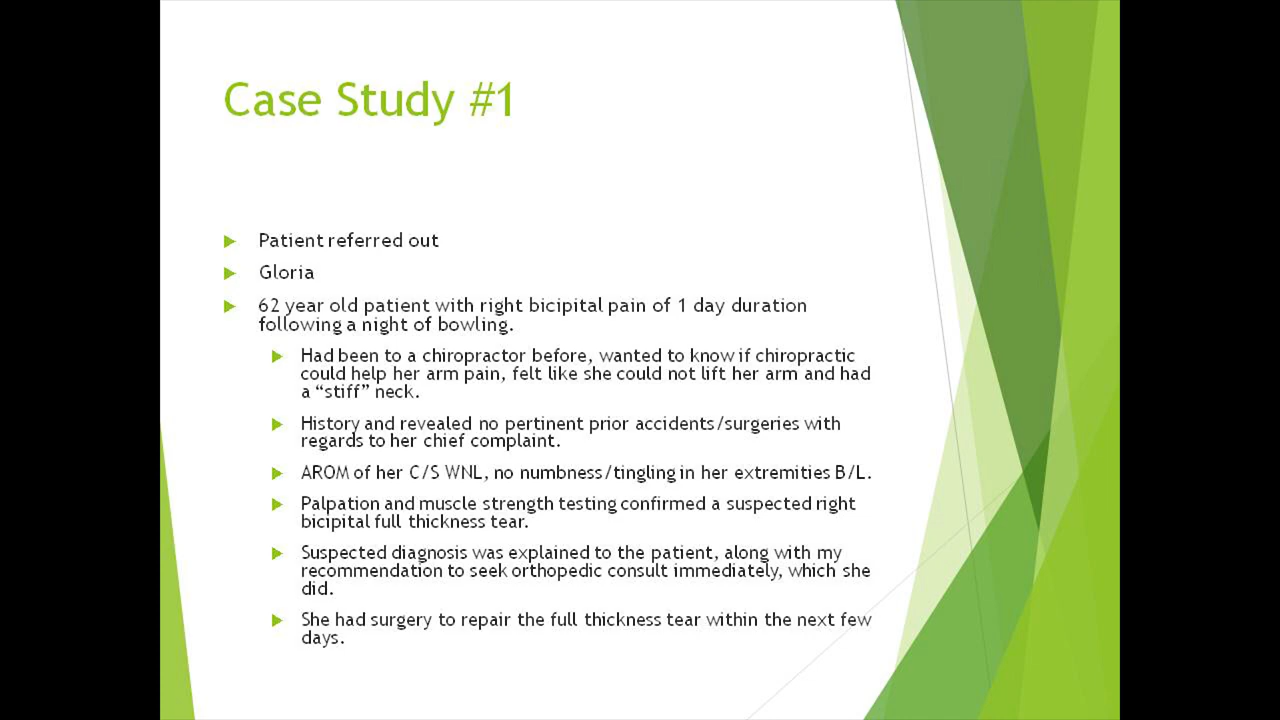 Case Study #1
Patient referred out
Gloria
62 year old patient with right bicipital pain of 1 day duration
following a night of bowling.
Had been to a chiropractor before, wanted to know if chiropractic
could help her arm pain, felt like she could not lift her arm and had
a “stiff” neck.
History and revealed no pertinent prior accidents/surgeries with
regards to her chief complaint.
AROM of her C/S WNL, no numbness/tingling in her extremities B/L.
Palpation and muscle strength testing confirmed a suspected right
bicipital full thickness tear.
Suspected diagnosis was explained to the patient, along with my
recommendation to seek orthopedic consult immediately, which she
did.
She had surgery to repair the full thickness tear within the next few
days.